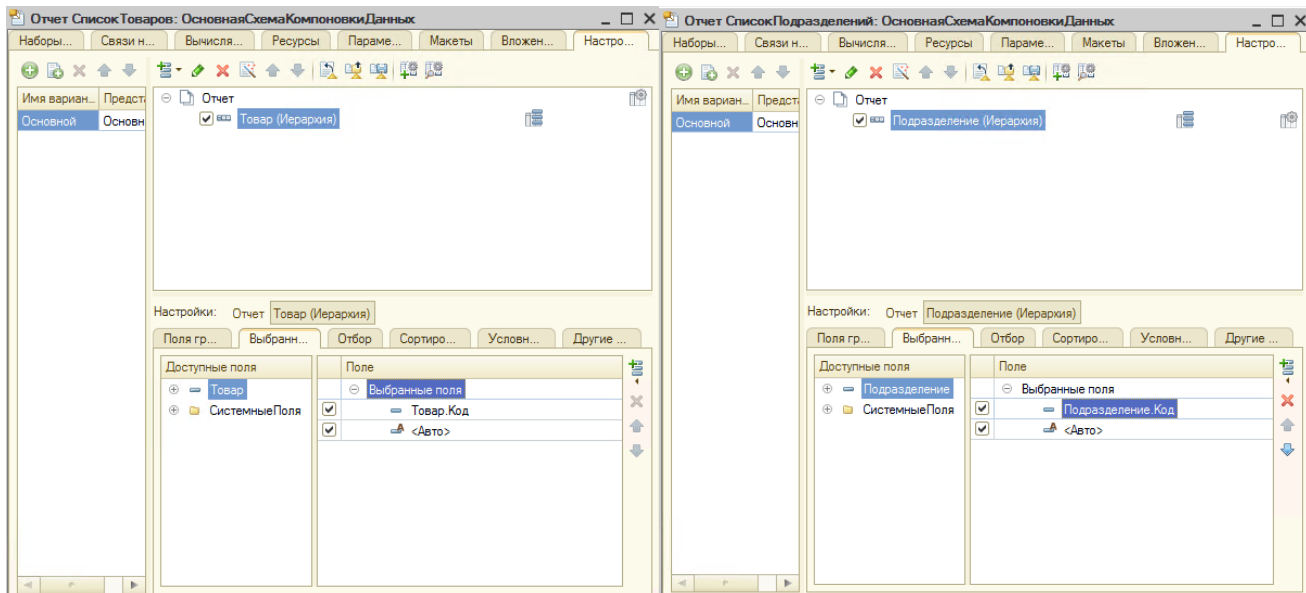 Отчет СписокТоваров: ОсновнаяСхемаКомпоновкиДанных
Наборы... Связи н... Вычисля... Ресурсы Параме... Макеты Вложен... Настро...
Имя вариан... Предста
Основной Основн
Отчет
Товар (Иерархия)
Настройки: Отчет Товар (Иерархия)
Поля гр... Выбранн... Отбор Сортиро... Условн... Другие ...
Доступные поля Поле
Товар Выбранные поля
СистемныеПоля Товар.Код
<Авто>
Отчет СписокПодразделений: ОсновнаяСхемаКомпоновкиДанных
Наборы... Связи н... Вычисля... Ресурсы Параме... Макеты Вложен... Настро...
Имя вариан... Предста
Основной Основн
Отчет
Подразделение (Иерархия)
Настройки: Отчет Подразделение (Иерархия)
Поля гр... Выбранн... Отбор Сортиро... Условн... Другие ...
Доступные поля Поле
Подразделение Выбранные поля
СистемныеПоля Подразделение.Код
<Авто>